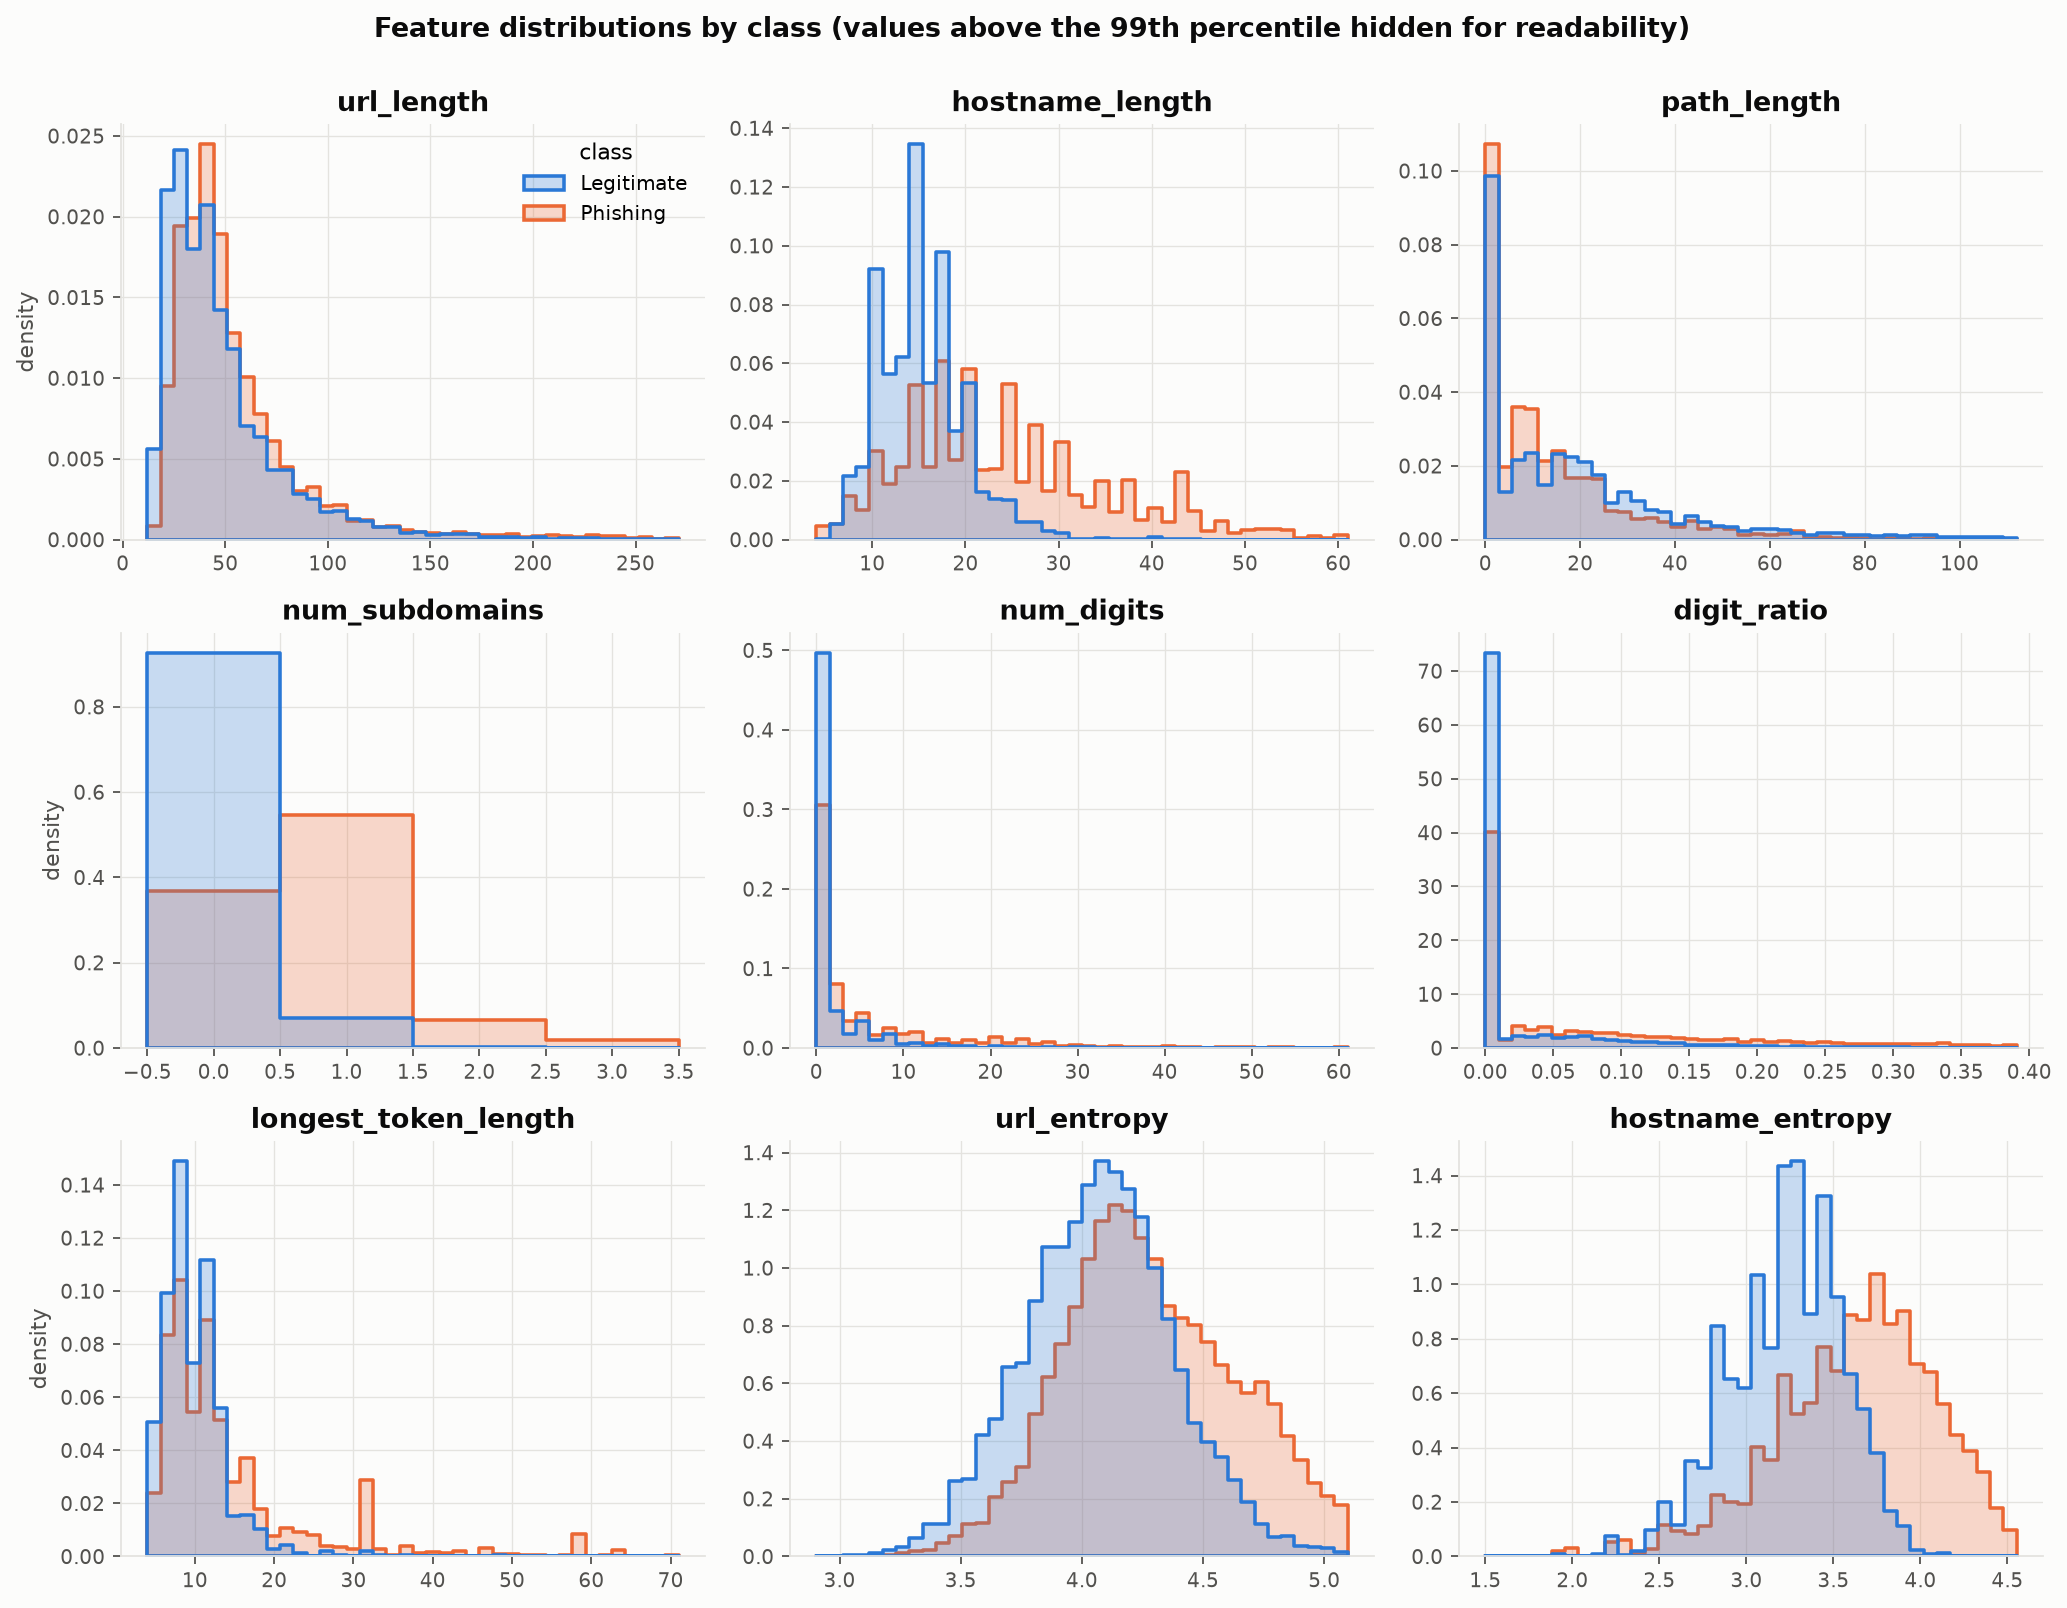 Feature distributions by class (values above the 99th percentile hidden for readability)
url_length
hostname_length
path_length
density
0.025
0.020
0.015
0.010
0.005
0.000
0 50 100 150 200 250
class
Legitimate
Phishing
0.14
0.12
0.10
0.08
0.06
0.04
0.02
0.00
10 20 30 40 50 60
0.10
0.08
0.06
0.04
0.02
0.00
0 20 40 60 80 100
num_subdomains
num_digits
digit_ratio
density
0.8
0.6
0.4
0.2
0.0
−0.5 0.0 0.5 1.0 1.5 2.0 2.5 3.0 3.5
0.5
0.4
0.3
0.2
0.1
0.0
0 10 20 30 40 50 60
70
60
50
40
30
20
10
0
0.00 0.05 0.10 0.15 0.20 0.25 0.30 0.35 0.40
longest_token_length
url_entropy
hostname_entropy
density
0.14
0.12
0.10
0.08
0.06
0.04
0.02
0.00
10 20 30 40 50 60 70
1.4
1.2
1.0
0.8
0.6
0.4
0.2
0.0
3.0 3.5 4.0 4.5 5.0
1.4
1.2
1.0
0.8
0.6
0.4
0.2
0.0
1.5 2.0 2.5 3.0 3.5 4.0 4.5